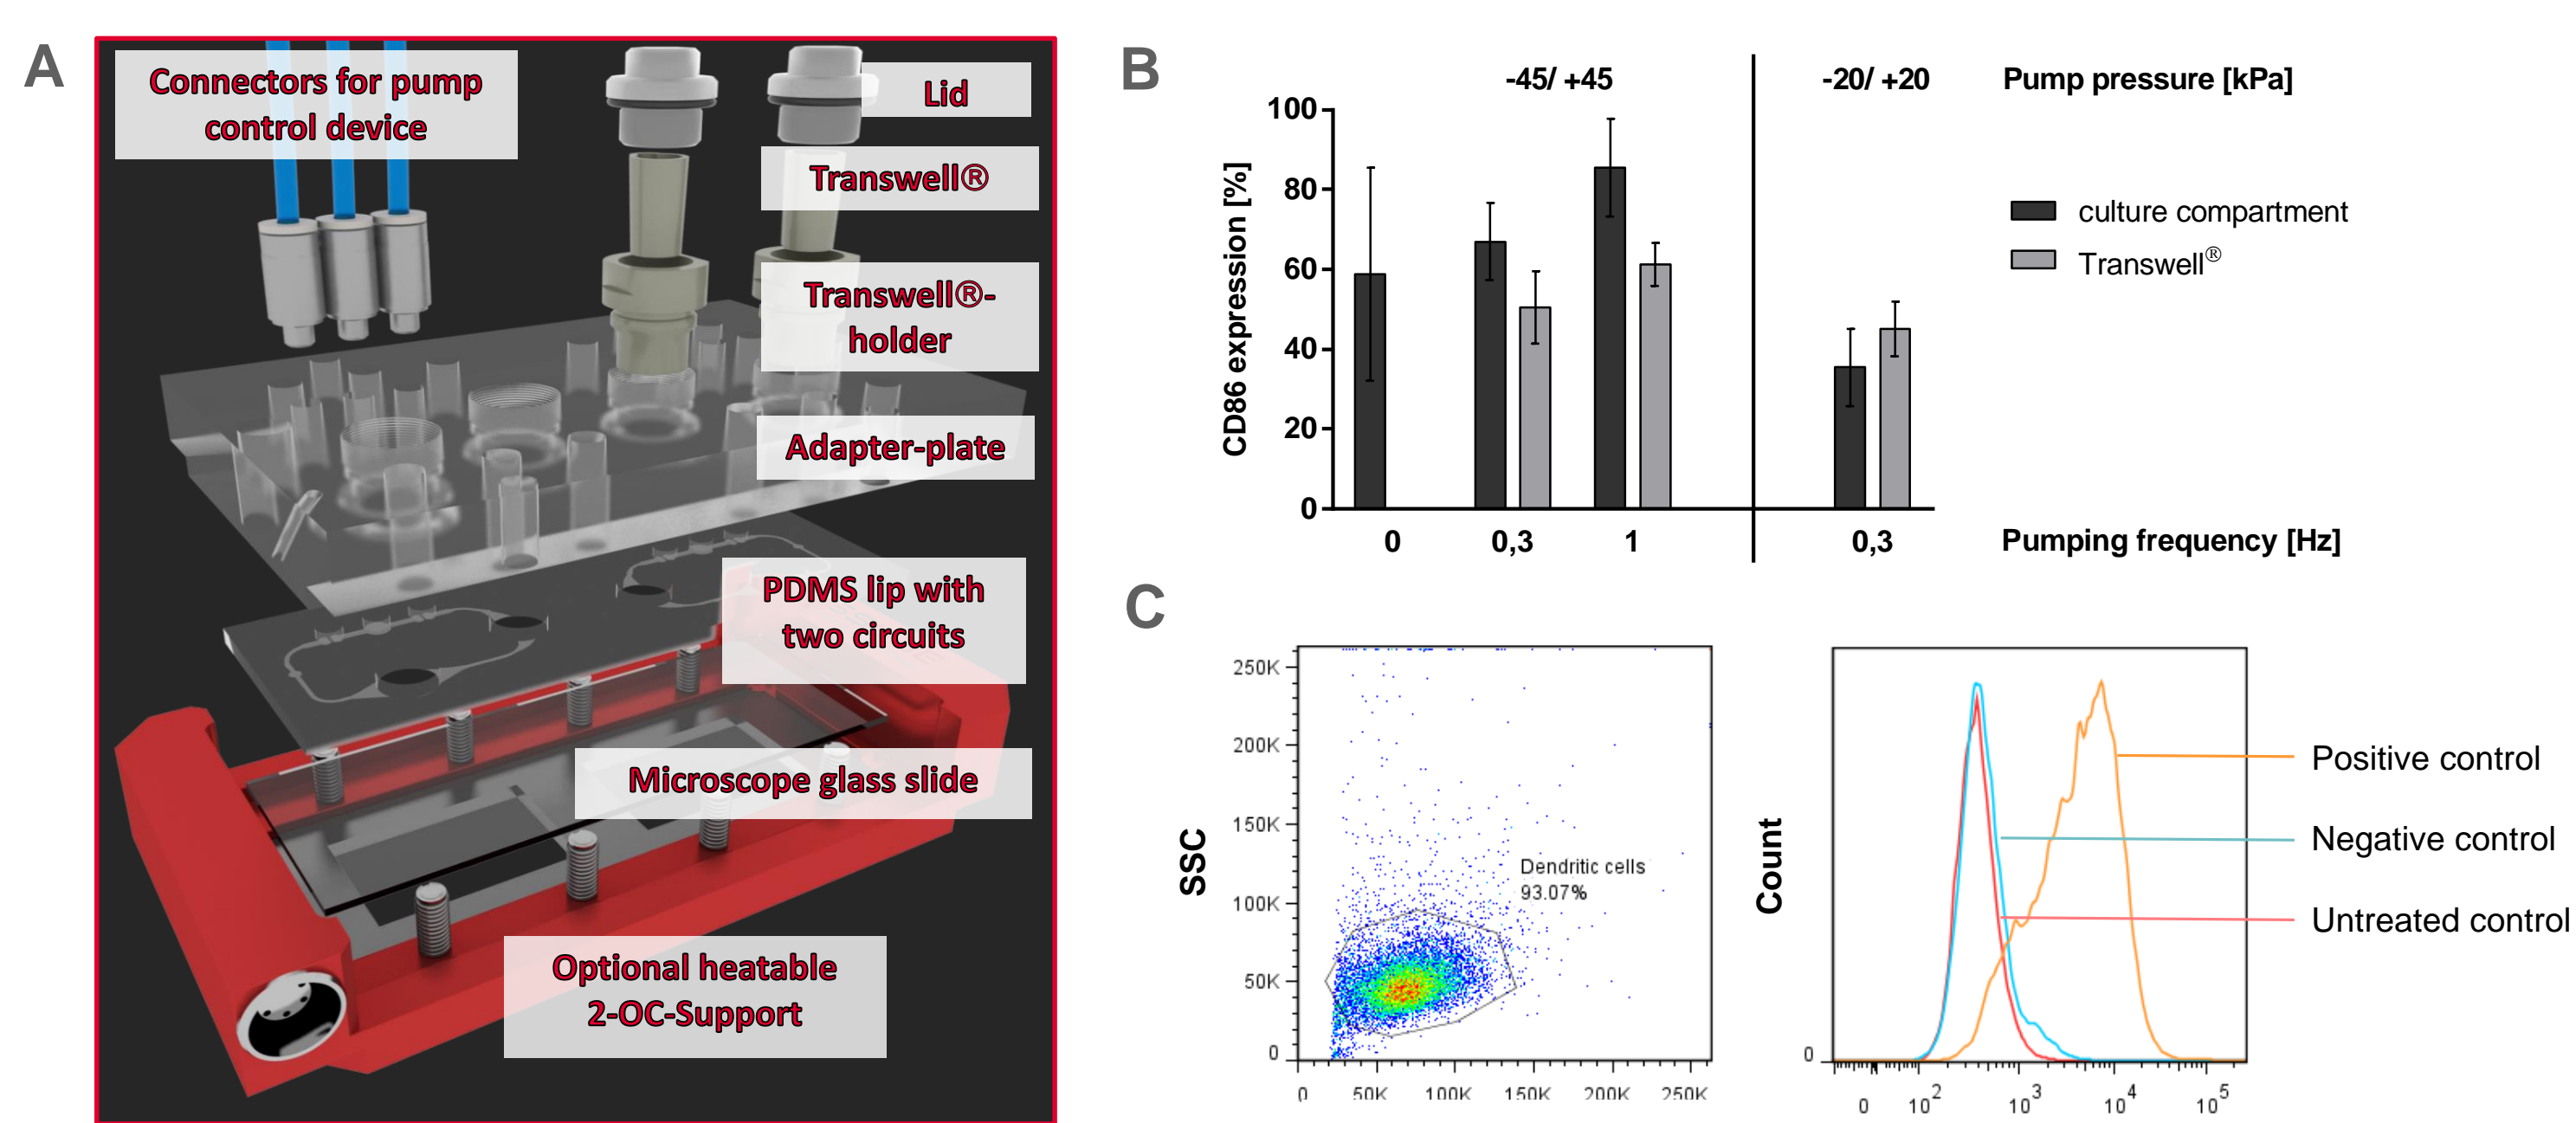 A
Connectors for pump
control device
Lid
Transwell®
Transwell®-
holder
Adapter-plate
PDMS lip with
two circuits
Microscope glass slide
Optional heatable
2-OC-Support
B
-45/ +45
-20/ +20
Pump pressure [kPa]
CD86 expression [%]
100
80
60
40
20
0
culture compartment
Transwell®
0
0,3
1
0,3
Pumping frequency [Hz]
C
SSC
250K
200K
150K
100K
50K
0
Dendritic cells
93.07%
0
50K
100K
150K
200K
250K
Count
0
0
10²
10³
10⁴
10⁵
Positive control
Negative control
Untreated control